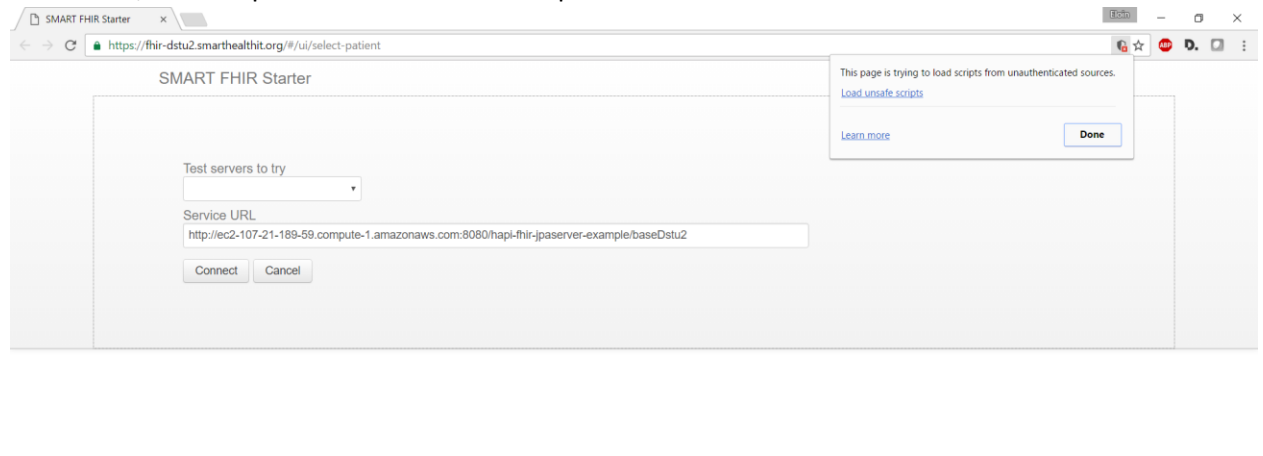 SMART FHIR Starter
Elcin
https://fhir-dstu2.smarthealthit.org/#/ui/select-patient
ABP
D.
SMART FHIR Starter
This page is trying to load scripts from unauthenticated sources.
Load unsafe scripts
Learn more
Done
Test servers to try
Service URL
http://ec2-107-21-189-59.compute-1.amazonaws.com:8080/hapi-fhir-jpaserver-example/baseDstu2
Connect Cancel